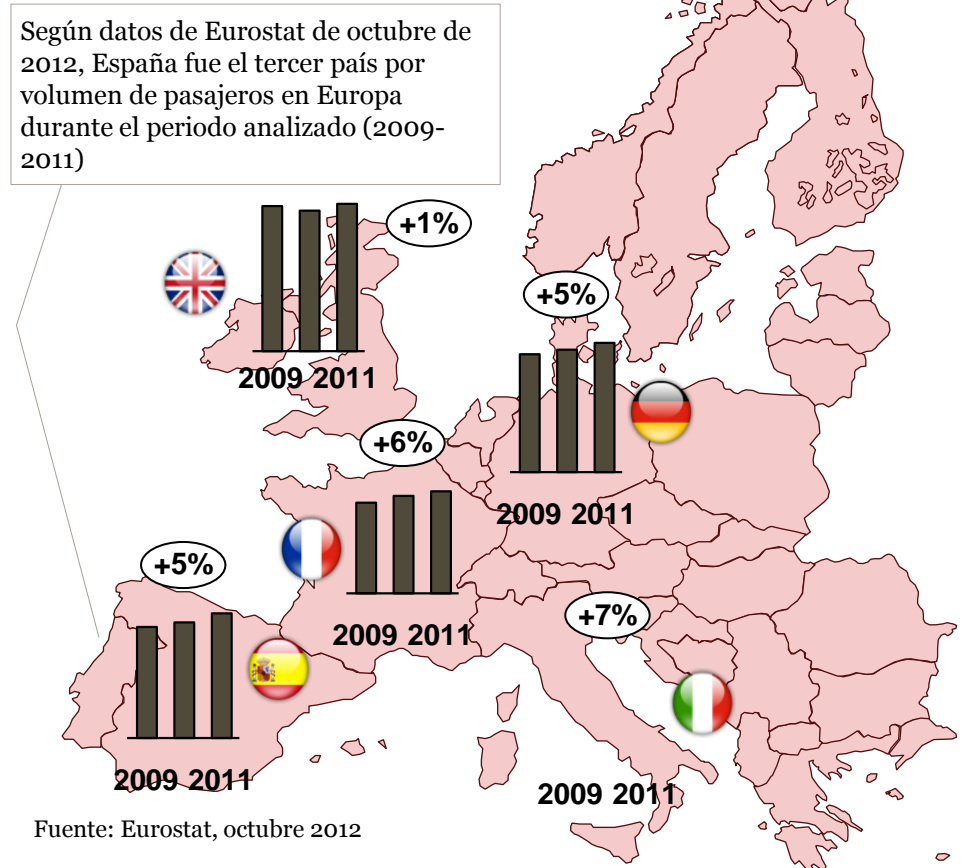 Según datos de Eurostat de octubre de
2012, España fue el tercer país por
volumen de pasajeros en Europa
durante el periodo analizado (2009-
2011)
+1%
2009 2011
+5%
2009 2011
+6%
2009 2011
+5%
2009 2011
+7%
2009 2011
Fuente: Eurostat, octubre 2012